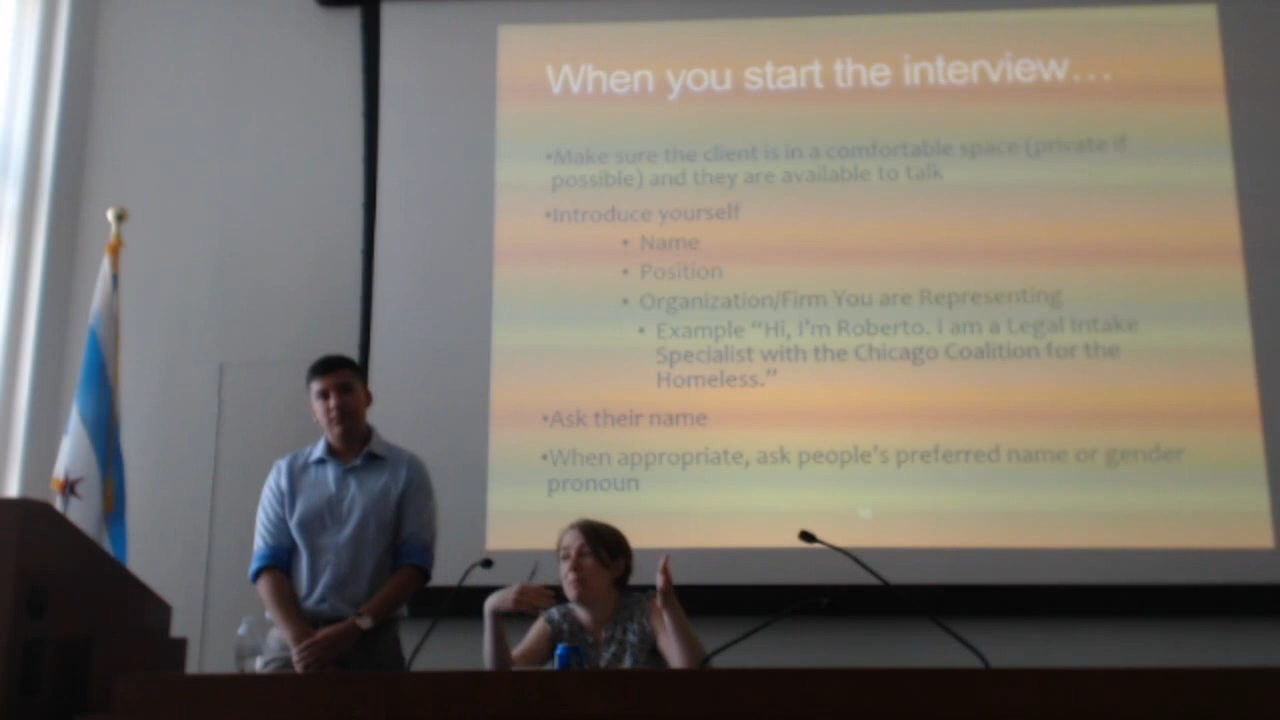 When you start the interview...
•Make sure the client is in a comfortable space (private if
possible) and they are available to talk
•Introduce yourself
• Name
• Position
• Organization/Firm You are Representing
• Example “Hi, I’m Roberto. I am a Legal Intake
Specialist with the Chicago Coalition for the
Homeless.”
•Ask their name
•When appropriate, ask people’s preferred name or gender
pronoun